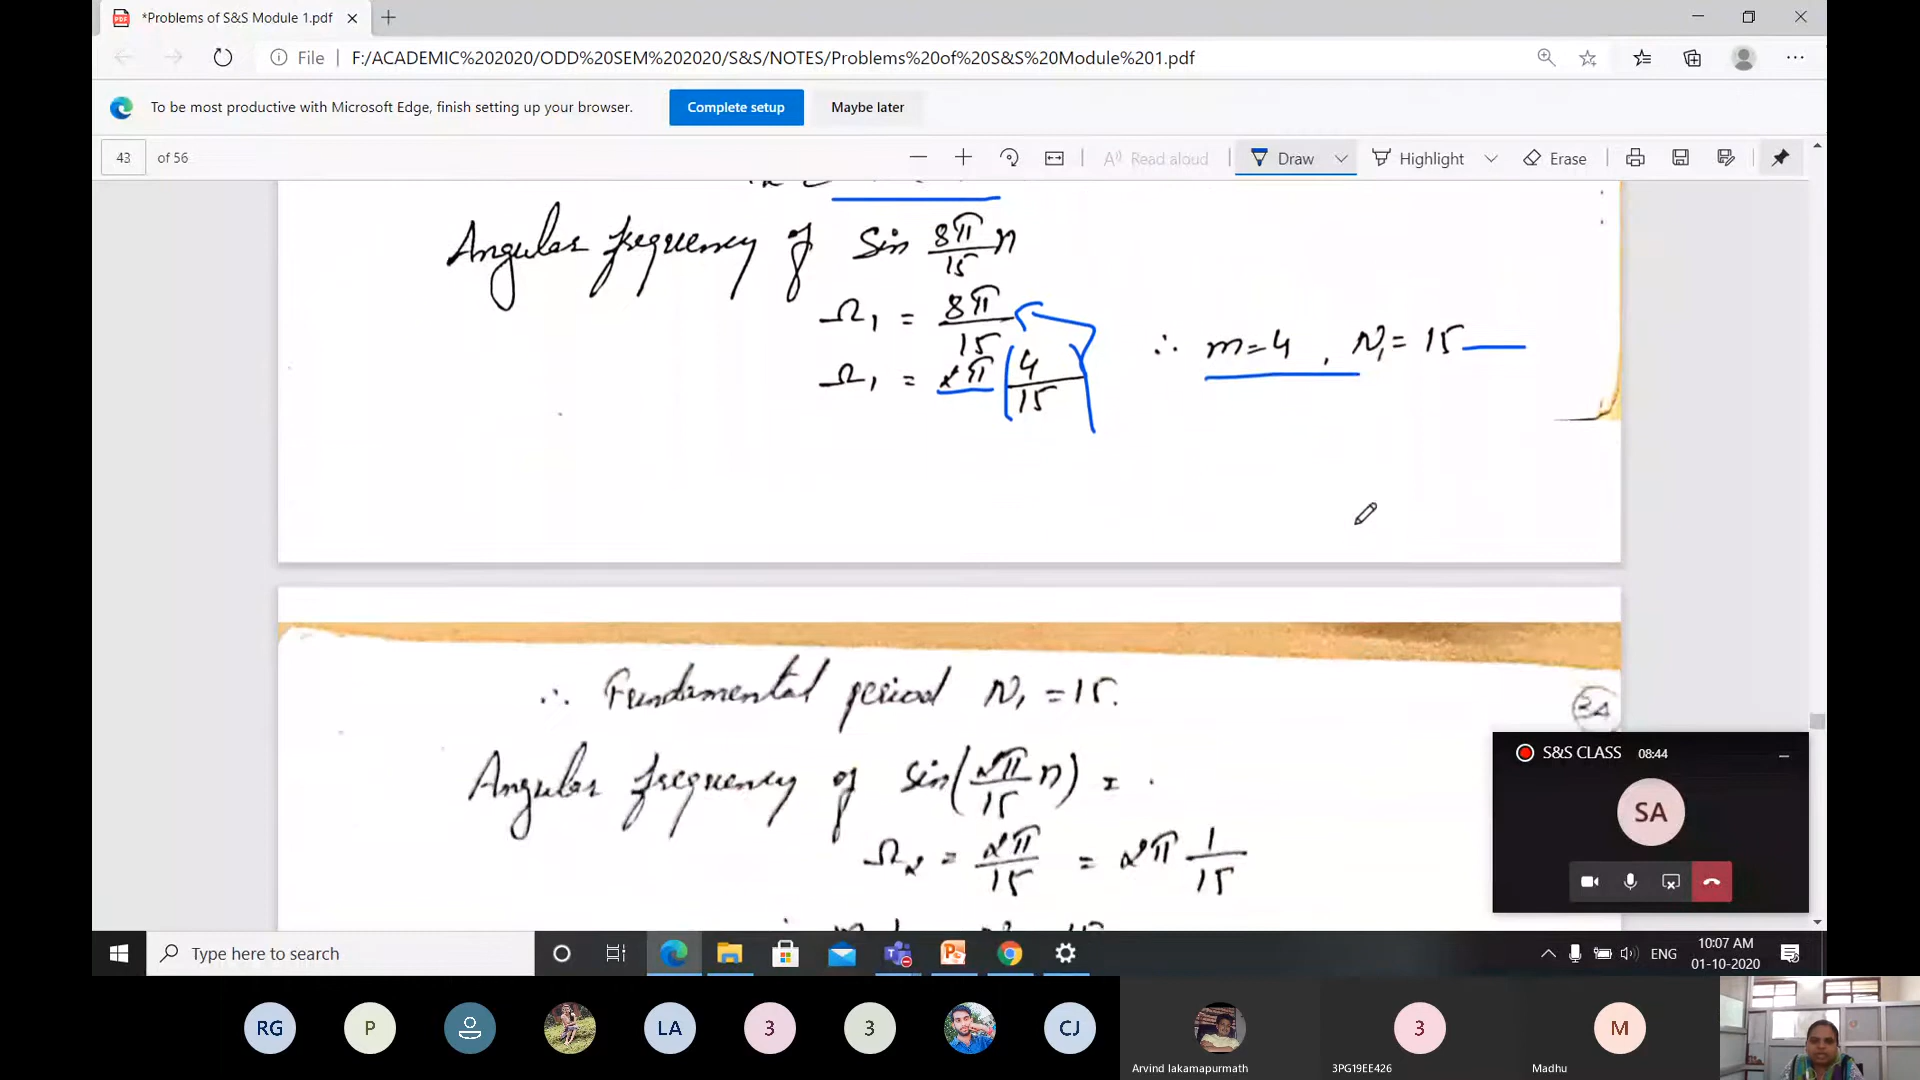 *Problems of S&S Module 1.pdf
File F:/ACADEMIC%202020/ODD%20SEM%202020/S&S/NOTES/Problems%20of%20S&S%20Module%201.pdf
To be most productive with Microsoft Edge, finish setting up your browser. Complete setup Maybe later
43 of 56 Read aloud Draw Highlight Erase
Angular frequency of Sin 8π/15 n
Ω₁ = 8π/15
Ω₁ = 2π (4/15)
∴ m=4, N₁= 15
∴ Fundamental period N₁ = 15.
Angular frequency of sin(2π/15 n) =
Ω₂ = 2π/15 = 2π 1/15
S&S CLASS 08:44
SA
Type here to search
ENG
10:07 AM
01-10-2020
RG P LA 3 3 CJ 3 M
Arvind lakamapurmath 3PG19EE426 Madhu